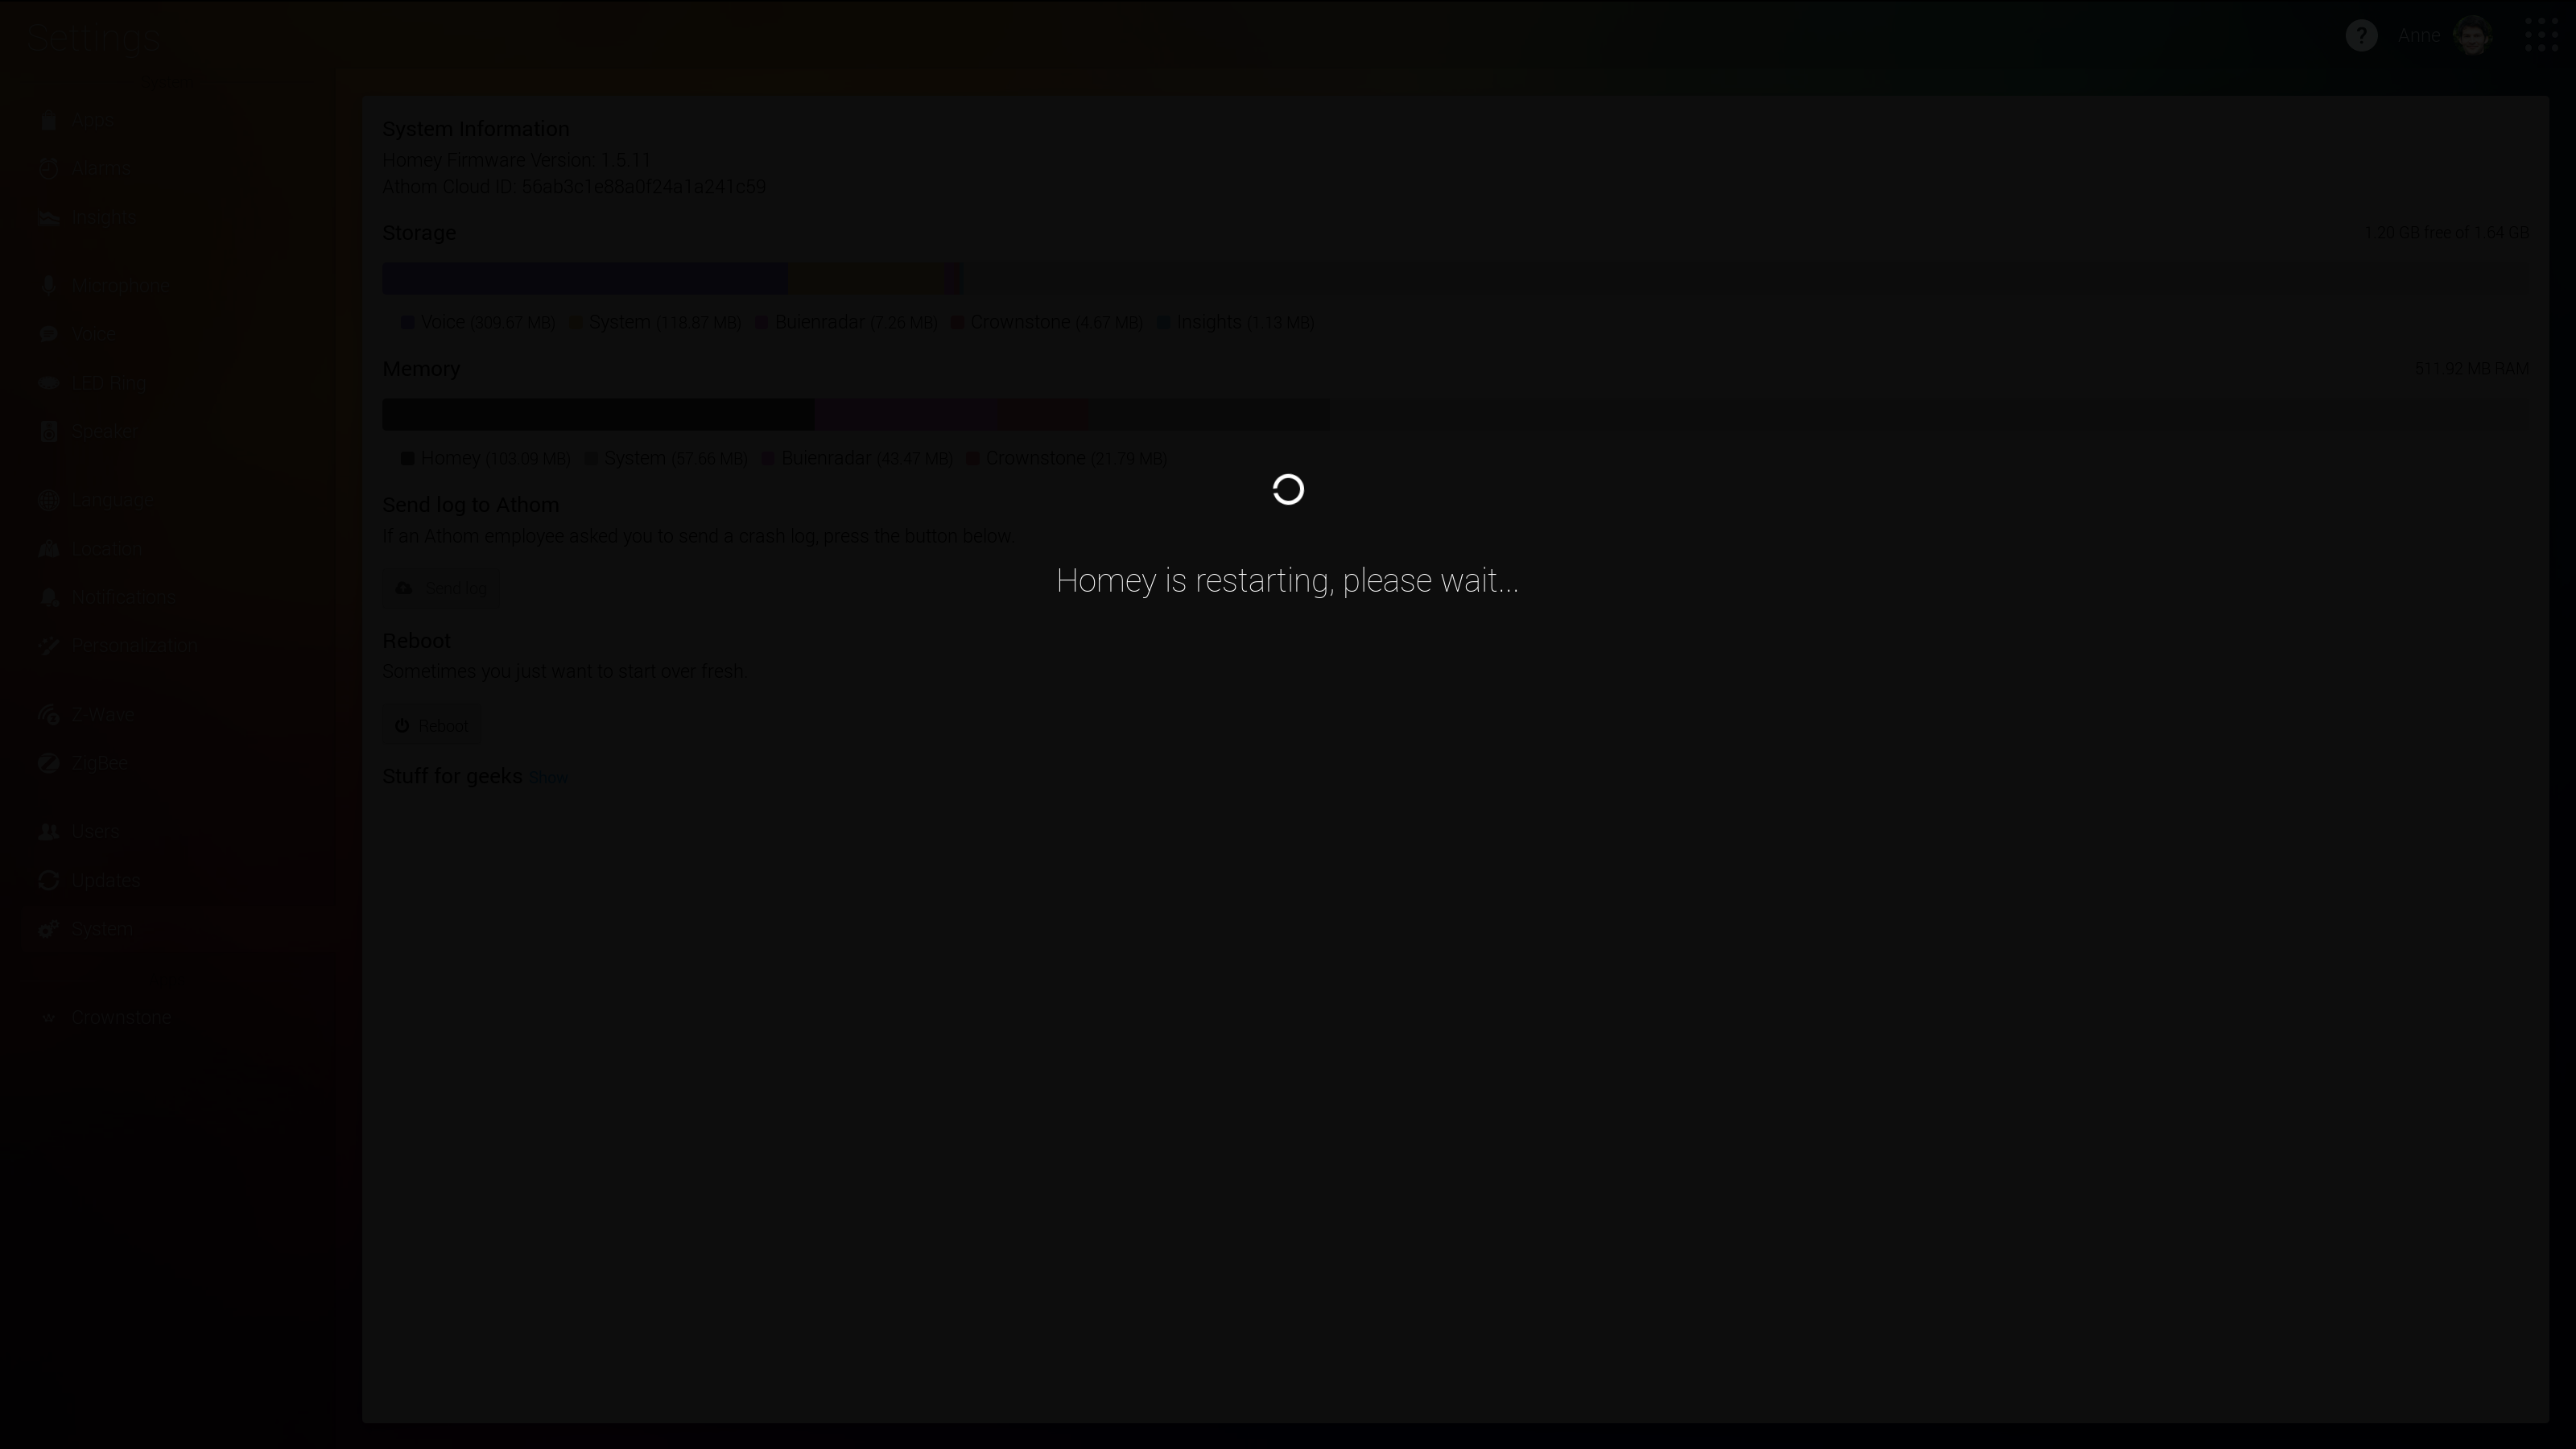 Settings
Anne
Apps
Alarms
Insights
Microphone
Voice
LED Ring
Speaker
Language
Location
Notifications
Personalization
Z-Wave
ZigBee
Users
Updates
System
Crownstone
System Information
Homey Firmware Version: 1.5.11
Athom Cloud ID: 56ab3c1e88a0f24a1a241c59
Storage
1.20 GB free of 1.64 GB
Voice (309.67 MB) System (118.87 MB) Buienradar (7.26 MB) Crownstone (4.67 MB) Insights (1.13 MB)
Memory
511.92 MB RAM
Homey (103.09 MB) System (57.66 MB) Buienradar (43.47 MB) Crownstone (21.79 MB)
Send log to Athom
If an Athom employee asked you to send a crash log, press the button below.
Send log
Homey is restarting, please wait...
Reboot
Sometimes you just want to start over fresh.
Reboot
Stuff for geeks Show